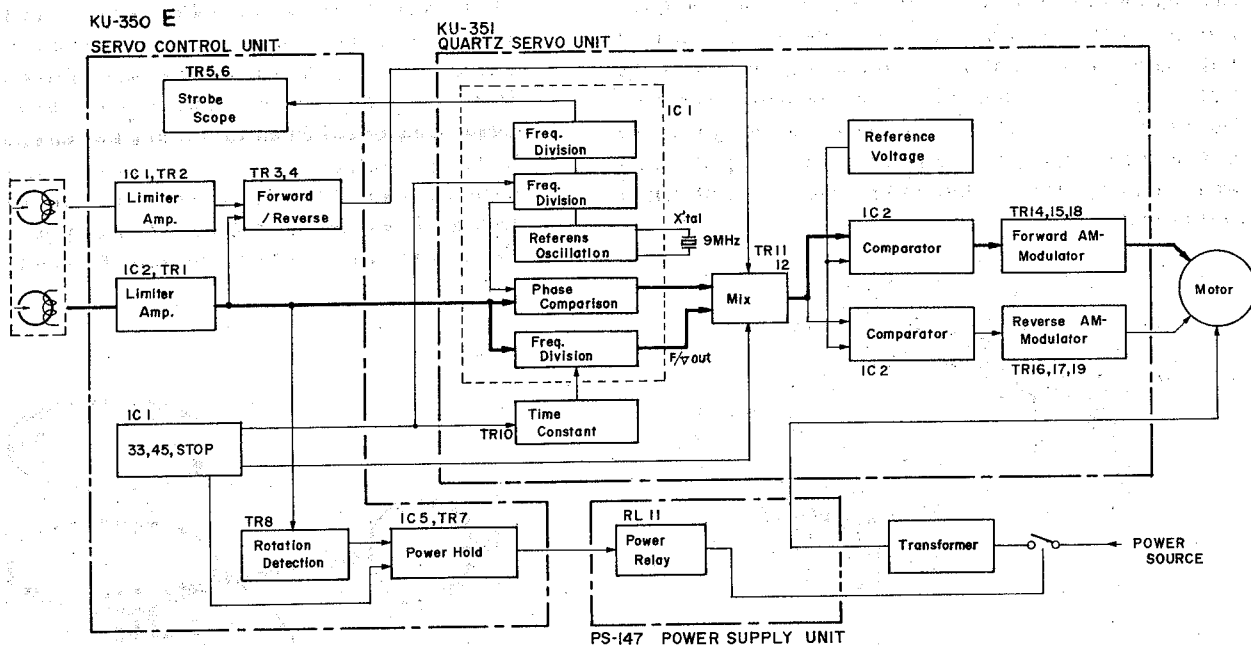 KU-350 E
SERVO CONTROL UNIT
KU-351
QUARTZ SERVO UNIT
TR5,6
Strobe
Scope
IC 1
Freq.
Division
Reference
Voltage
IC 1, TR2
Limiter
Amp.
TR 3, 4
Forward
/ Reverse
Freq.
Division
X'tal
9MHz
Referens
Oscillation
TR11
12
IC 2
Comparator
TR14,15,18
Forward AM-
Modulator
IC 2, TR1
Limiter
Amp.
Phase
Comparison
Mix
Motor
Freq.
Division
F/V out
Comparator
IC 2
Reverse AM-
Modulator
TR16, 17, 19
IC 1
33, 45, STOP
TR10
Time
Constant
TR8
Rotation
Detection
IC 5, TR7
Power Hold
RL 11
Power
Relay
Transformer
POWER
SOURCE
PS-147 POWER SUPPLY UNIT